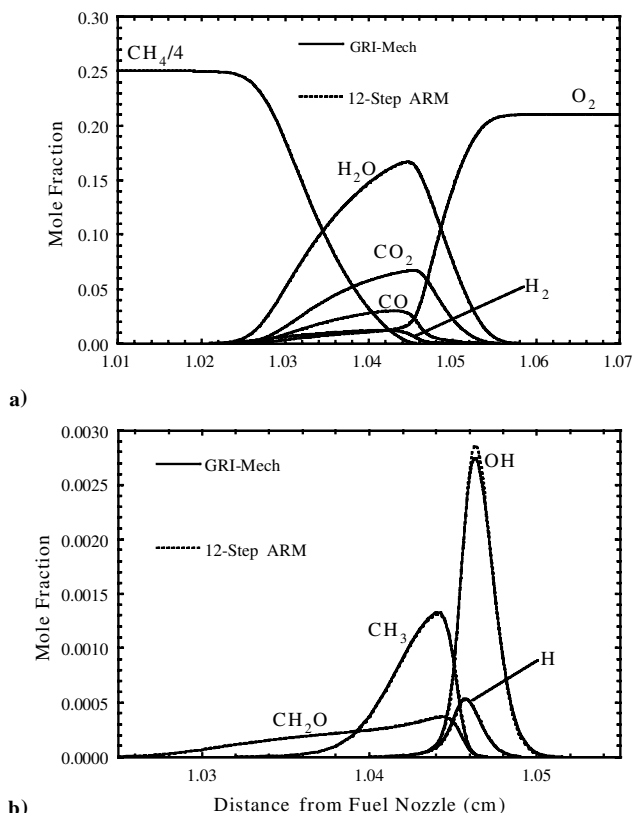 0.30
CH₄/4
GRI-Mech
0.25
12-Step ARM
O₂
0.20
H₂O
Mole Fraction
0.15
0.10
CO₂
H₂
0.05
CO
0.00
1.01 1.02 1.03 1.04 1.05 1.06 1.07
a)
0.0030
GRI-Mech
OH
0.0025
12-Step ARM
0.0020
Mole Fraction
0.0015
CH₃
0.0010
H
0.0005
CH₂O
0.0000
1.03 1.04 1.05
b)
Distance from Fuel Nozzle (cm)